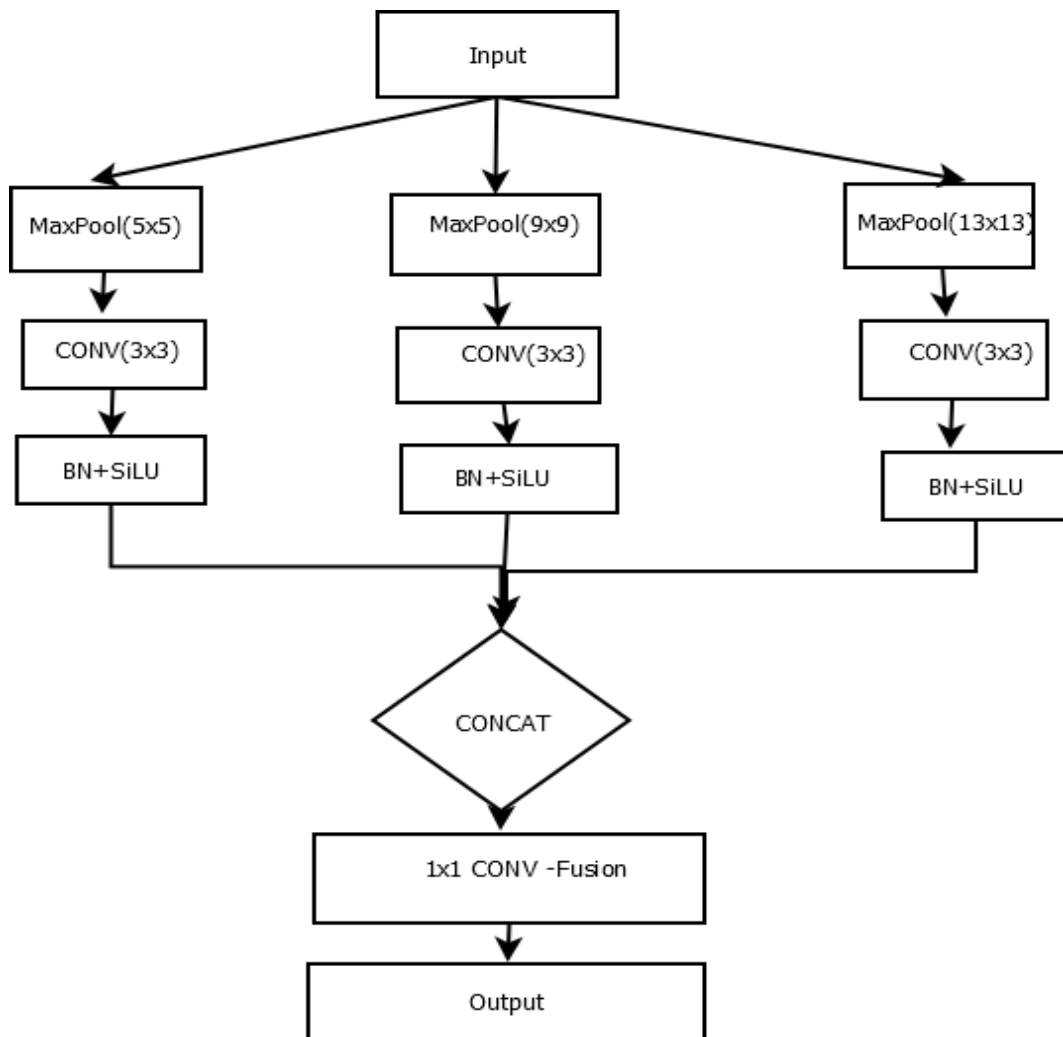 Input
MaxPool(5x5)
MaxPool(9x9)
MaxPool(13x13)
CONV(3x3)
CONV(3x3)
CONV(3x3)
BN+SiLU
BN+SiLU
BN+SiLU
CONCAT
1x1 CONV -Fusion
Output